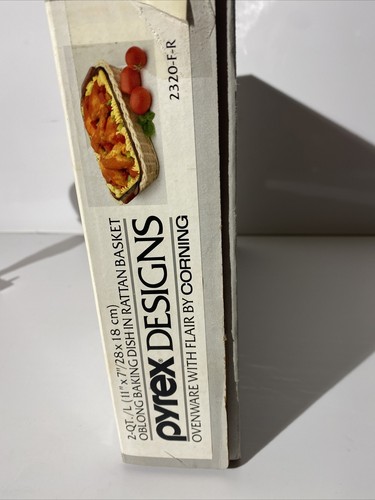 2-QT./L (11" x 7"/28 x 18 cm)
OBLONG BAKING DISH IN RATTAN BASKET
pyrex® DESIGNS
OVENWARE WITH FLAIR BY CORNING
2320-F-R